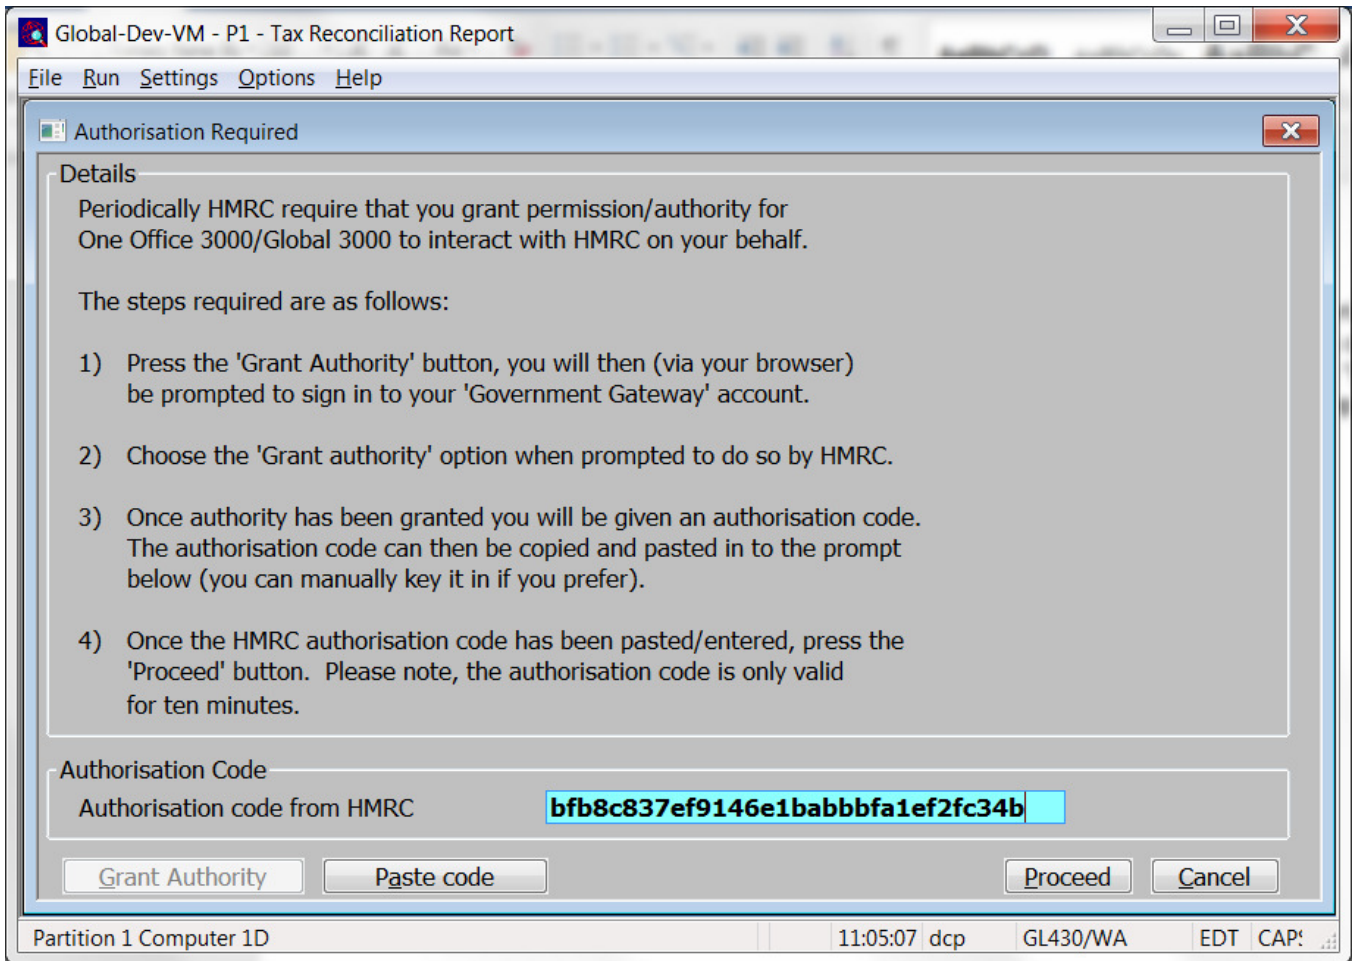 Global-Dev-VM - P1 - Tax Reconciliation Report
File Run Settings Options Help
Authorisation Required
Details
Periodically HMRC require that you grant permission/authority for
One Office 3000/Global 3000 to interact with HMRC on your behalf.
The steps required are as follows:
1) Press the 'Grant Authority' button, you will then (via your browser)
be prompted to sign in to your 'Government Gateway' account.
2) Choose the 'Grant authority' option when prompted to do so by HMRC.
3) Once authority has been granted you will be given an authorisation code.
The authorisation code can then be copied and pasted in to the prompt
below (you can manually key it in if you prefer).
4) Once the HMRC authorisation code has been pasted/entered, press the
'Proceed' button. Please note, the authorisation code is only valid
for ten minutes.
Authorisation Code
Authorisation code from HMRC bfb8c837ef9146e1babbbfa1ef2fc34b
Grant Authority Paste code Proceed Cancel
Partition 1 Computer 1D 11:05:07 dcp GL430/WA EDT